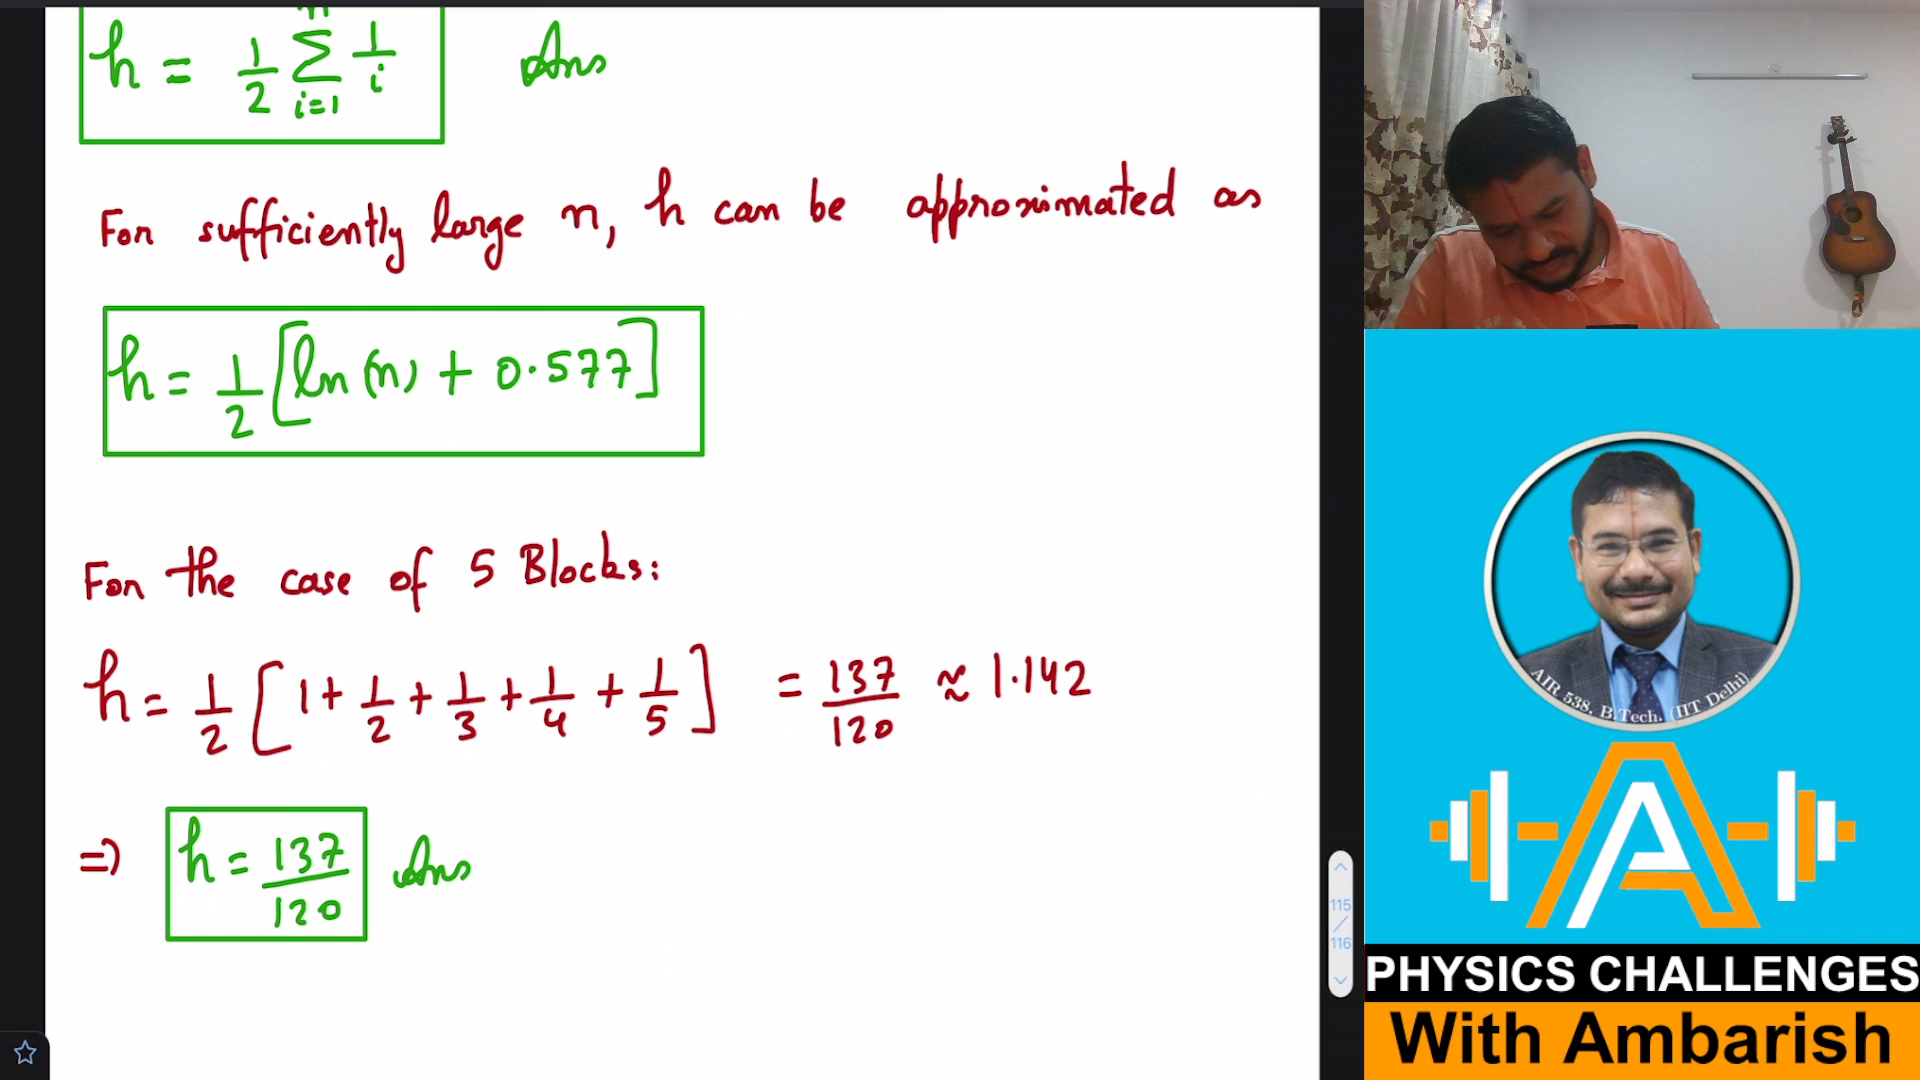 h = 1/2 n∑i=1 1/i Ans
For sufficiently large n, h can be approximated as
h = 1/2 [ln(n) + 0.577]
For the case of 5 Blocks:
h = 1/2 [1 + 1/2 + 1/3 + 1/4 + 1/5] = 137/120 ≈ 1.142
⇒ h = 137/120 Ans
115
/
116
AIR 538, B.Tech. (IIT Delhi)
A
PHYSICS CHALLENGES
With Ambarish